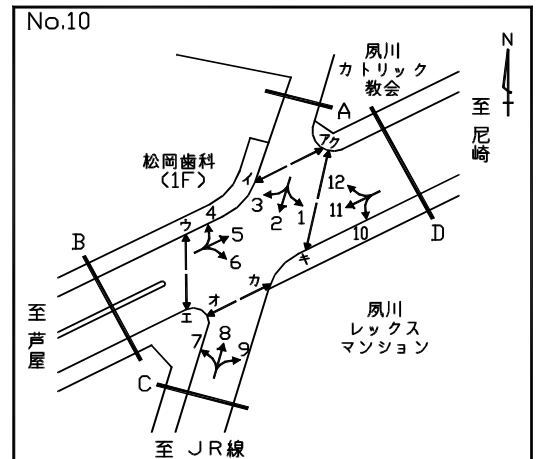 No.10
N
夙川
カトリック
教会
至
尼
崎
A
アク
松岡歯科
(1F)
イ
12
3
2
1
11
10
D
4
ウ
5
6
B
キ
カ
オ
エ
至
芦
屋
夙川
レックス
マンション
7
8
9
C
至 JR線